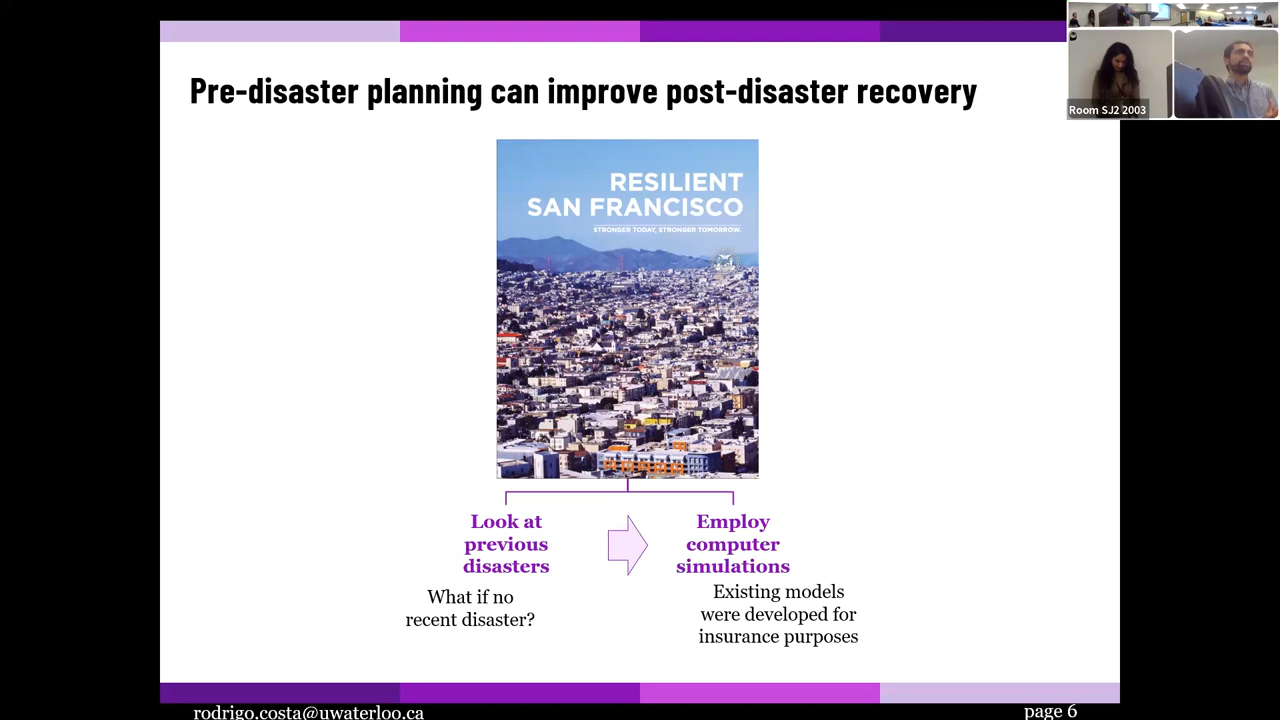 Pre-disaster planning can improve post-disaster recovery
RESILIENT
SAN FRANCISCO
STRONGER TODAY, STRONGER TOMORROW.
Look at
previous
disasters
What if no
recent disaster?
Employ
computer
simulations
Existing models
were developed for
insurance purposes
rodrigo.costa@uwaterloo.ca
page 6
Room SJ2 2003